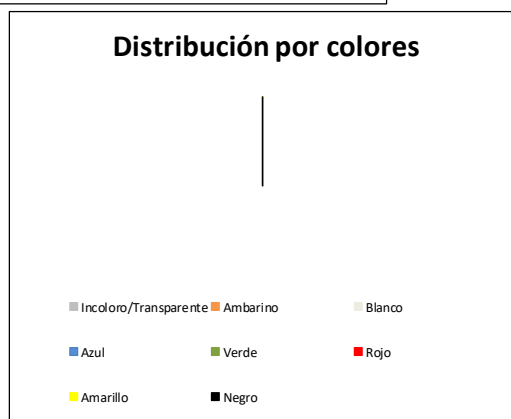 Distribución por colores
Incoloro/Transparente Ambarino Blanco
Azul Verde Rojo
Amarillo Negro